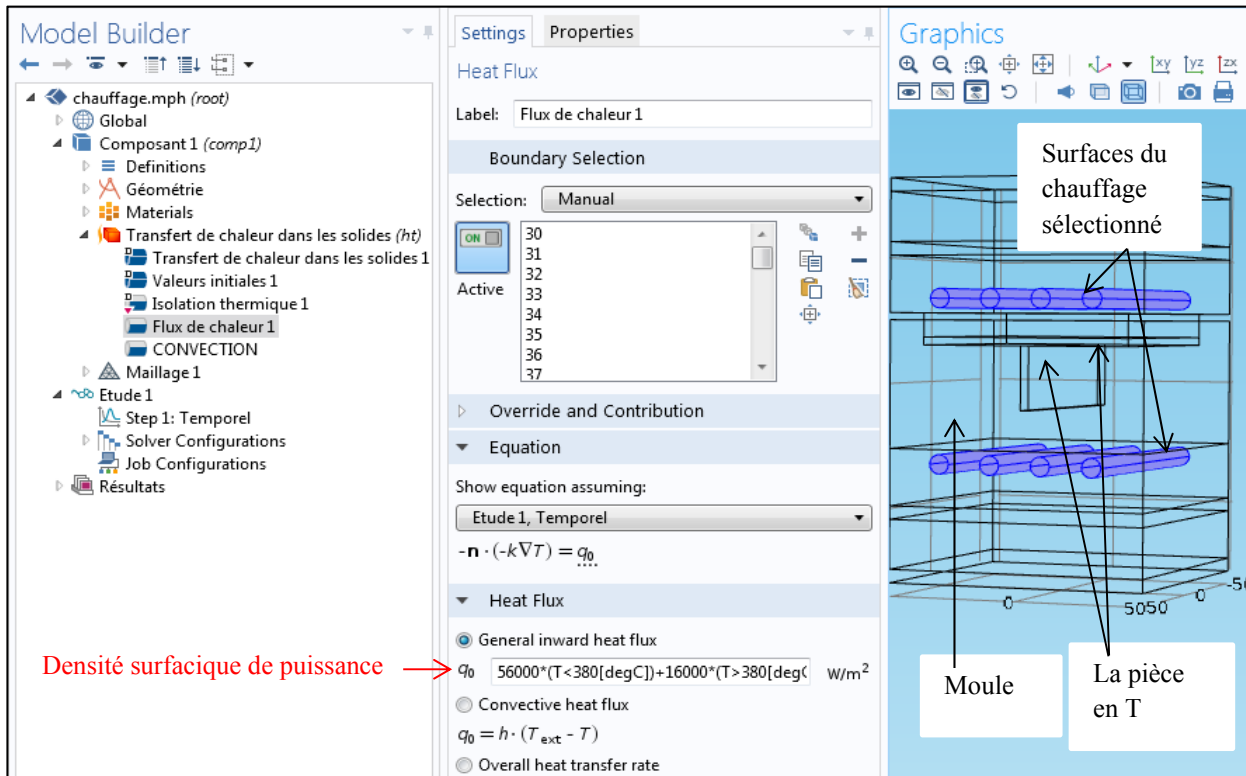 Model Builder
chauffage.mph (root)
Global
Composant 1 (comp1)
Definitions
Géométrie
Materials
Transfert de chaleur dans les solides (ht)
Transfert de chaleur dans les solides 1
Valeurs initiales 1
Isolation thermique 1
Flux de chaleur 1
CONVECTION
Maillage 1
Etude 1
Step 1: Temporel
Solver Configurations
Job Configurations
Résultats
Densité surfacique de puissance
Settings Properties
Heat Flux
Label: Flux de chaleur 1
Boundary Selection
Selection: Manual
ON
Active
30
31
32
33
34
35
36
37
Override and Contribution
Equation
Show equation assuming:
Etude 1, Temporel
-n · (-k∇T) = q₀
Heat Flux
General inward heat flux
q₀ 56000*(T<380[degC])+16000*(T>380[deg W/m²
Convective heat flux
q₀ = h · (Text - T)
Overall heat transfer rate
Graphics
xy yz zx
Surfaces du
chauffage
sélectionné
0
5050
0
Moule
La pièce
en T